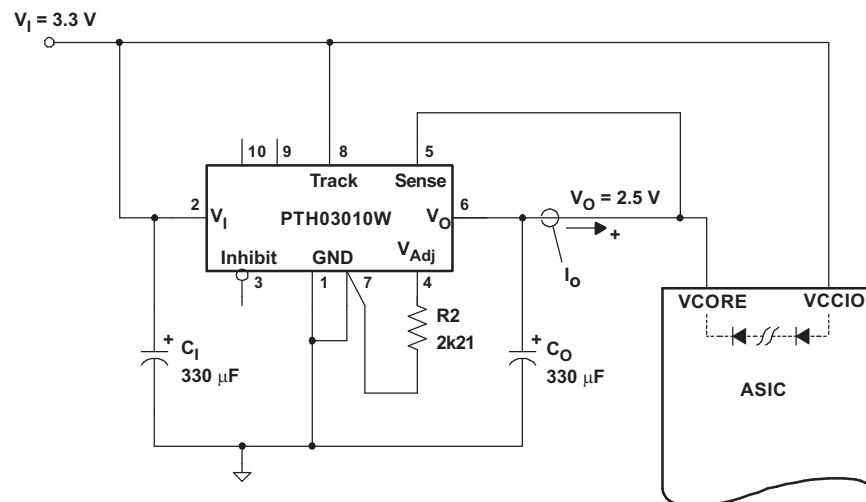 V_I = 3.3 V
10 9 8 5
Track Sense
2 V_I PTH03010W V_O 6
V_O = 2.5 V
+
I_o
Inhibit GND V_Adj
3 1 7 4
R2
2k21
+ C_I
330 μF
+ C_O
330 μF
VCORE VCCIO
ASIC